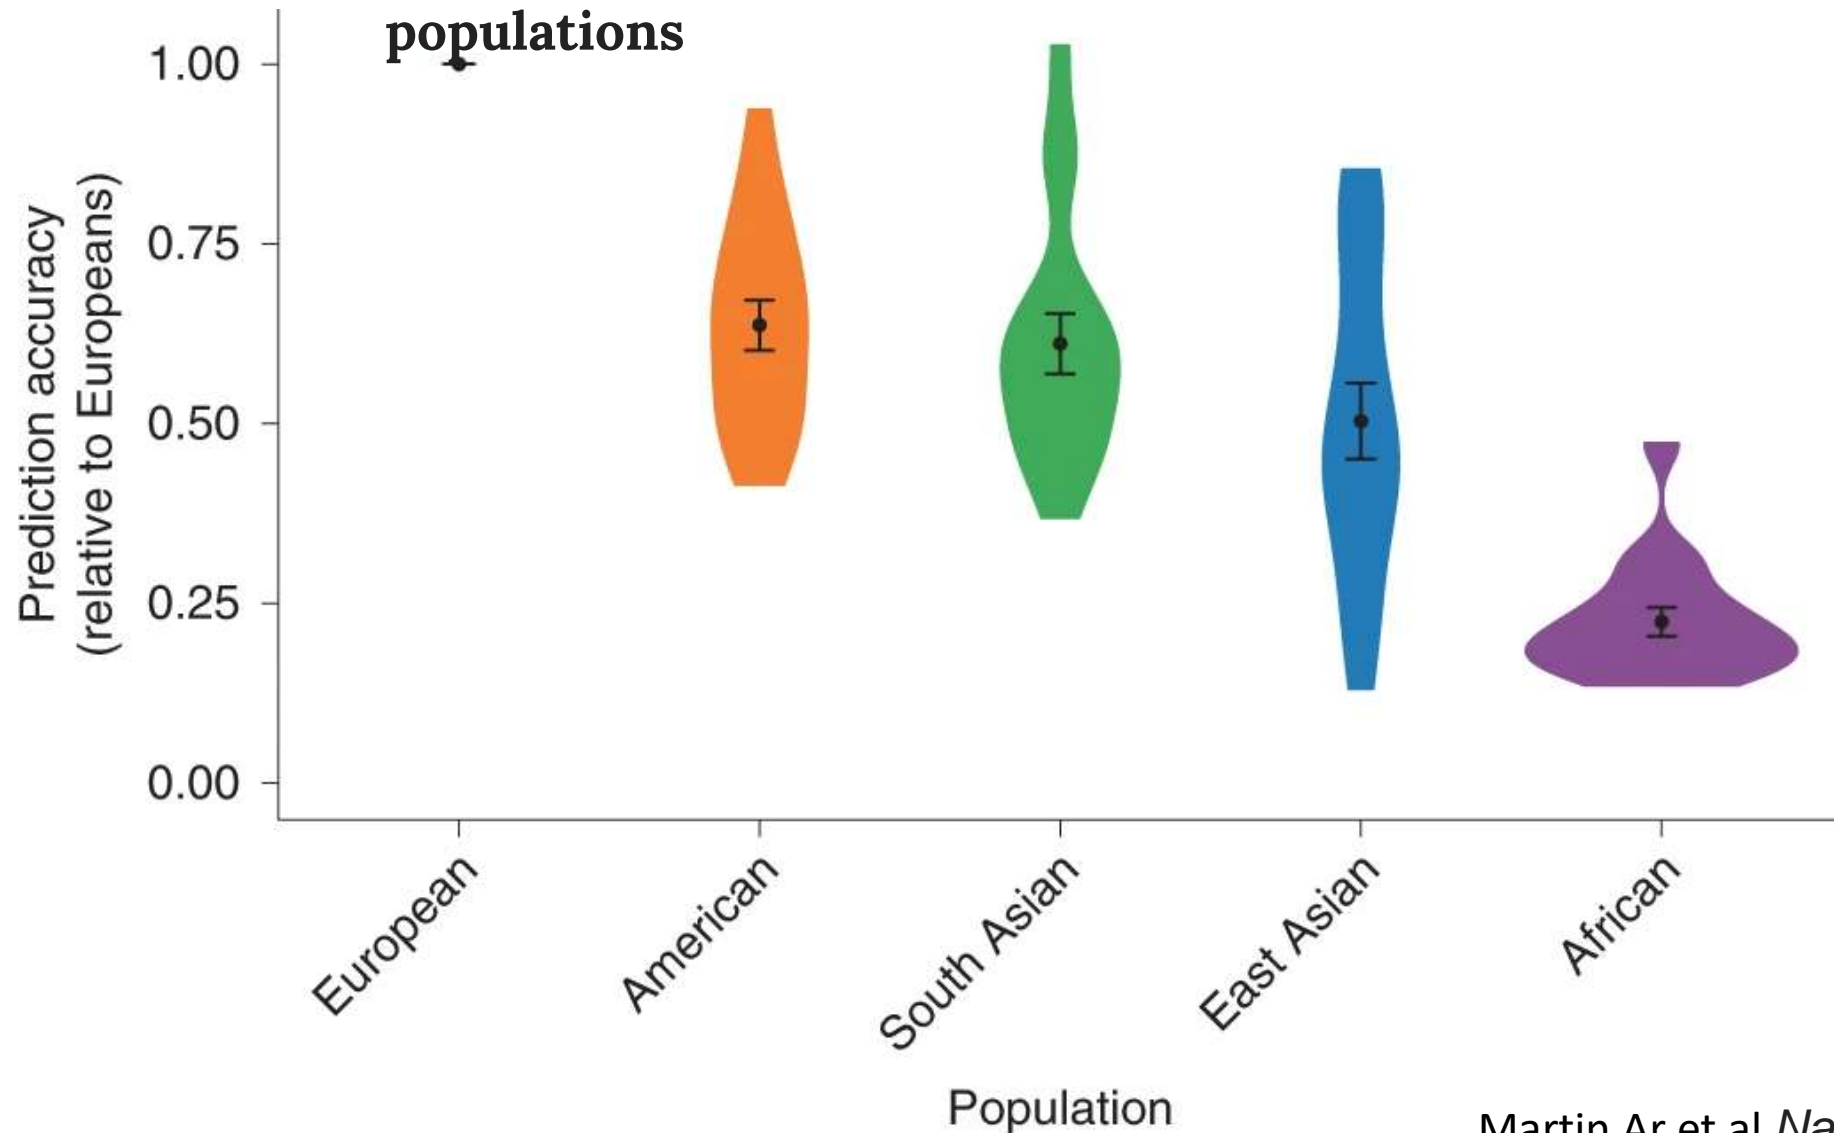 populations
1.00
0.75
0.50
0.25
0.00
Prediction accuracy
(relative to Europeans)
European
American
South Asian
East Asian
African
Population
Martin Ar et al Na